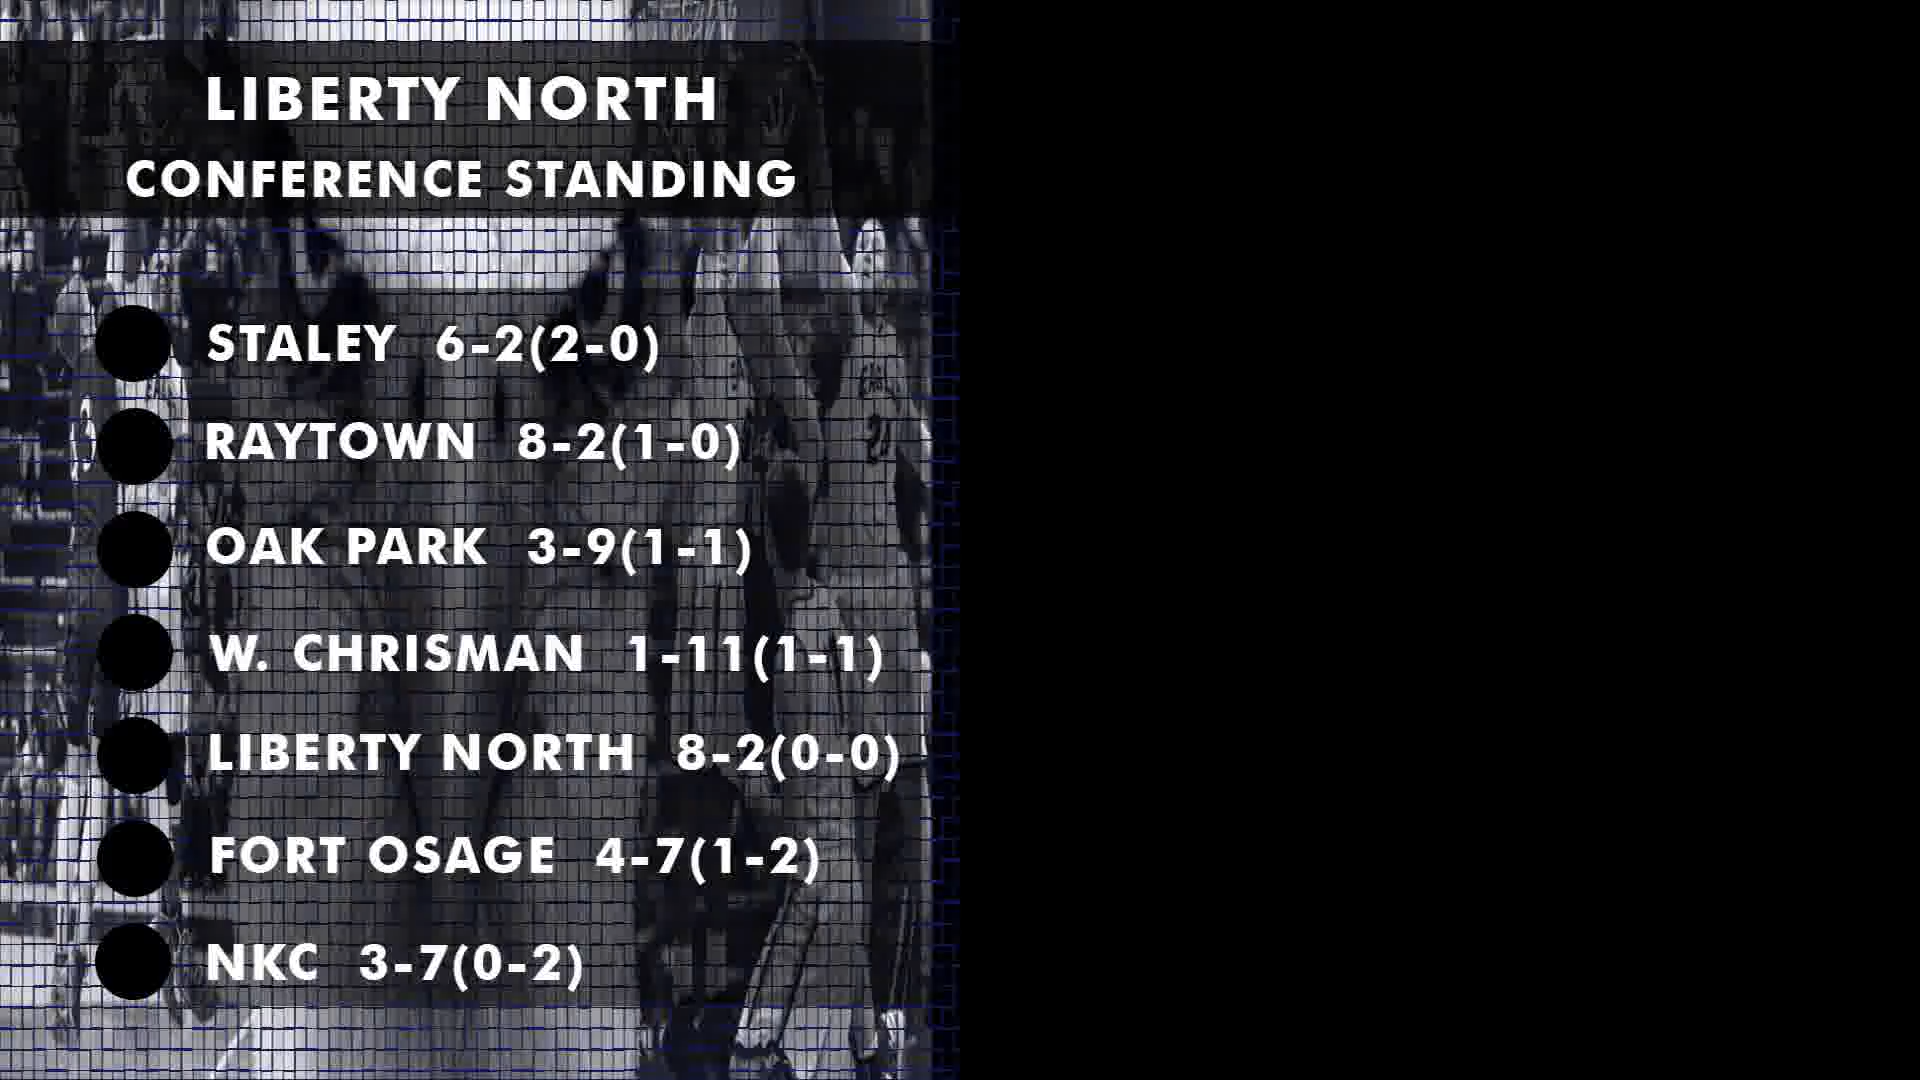 LIBERTY NORTH
CONFERENCE STANDING
STALEY 6-2(2-0)
RAYTOWN 8-2(1-0)
OAK PARK 3-9(1-1)
W. CHRISMAN 1-11(1-1)
LIBERTY NORTH 8-2(0-0)
FORT OSAGE 4-7(1-2)
NKC 3-7(0-2)